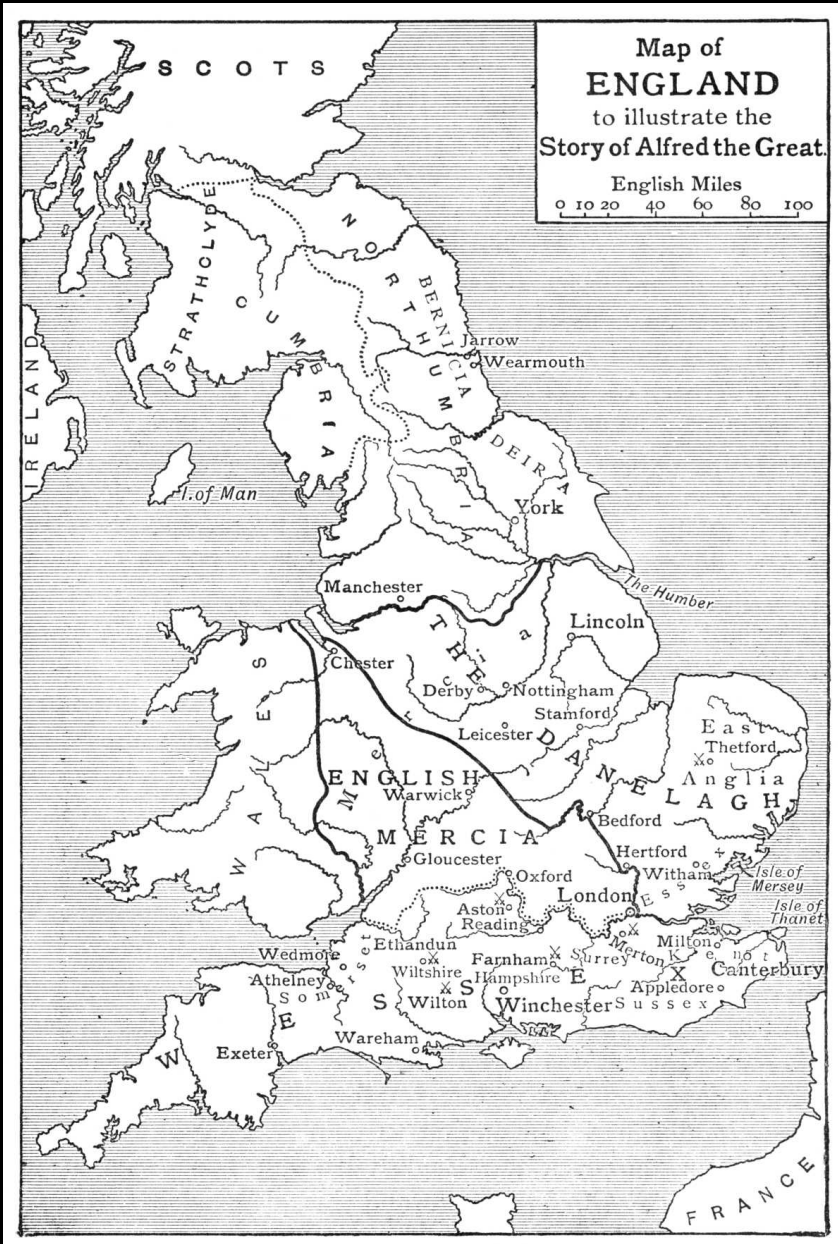 Map of
ENGLAND
to illustrate the
Story of Alfred the Great.
English Miles
0 10 20 40 60 80 100
SCOTS
STRATHCLYDE
CUMBRIA
NORTHUMBRIA
BERNICIA
Jarrow
Wearmouth
IRELAND
DEIRA
I. of Man
York
Manchester
The Humber
Lincoln
THE
Chester
Derby
Nottingham
Stamford
Leicester
East
Thetford
Anglia
DANELAGH
WALES
Mercia
ENGLISH
Warwick
MERCIA
Bedford
Gloucester
Hertford
Witham
Essex
Isle of
Mersey
Oxford
London
Isle of
Thanet
Aston
Reading
Wedmore
Ethandun
Farnham
Surrey
Merton
Milton
Kent
Canterbury
Athelney
Somerset
Wiltshire
Hampshire
Wilton
Winchester
Appledore
Sussex
WESSEX
Exeter
Wareham
FRANCE